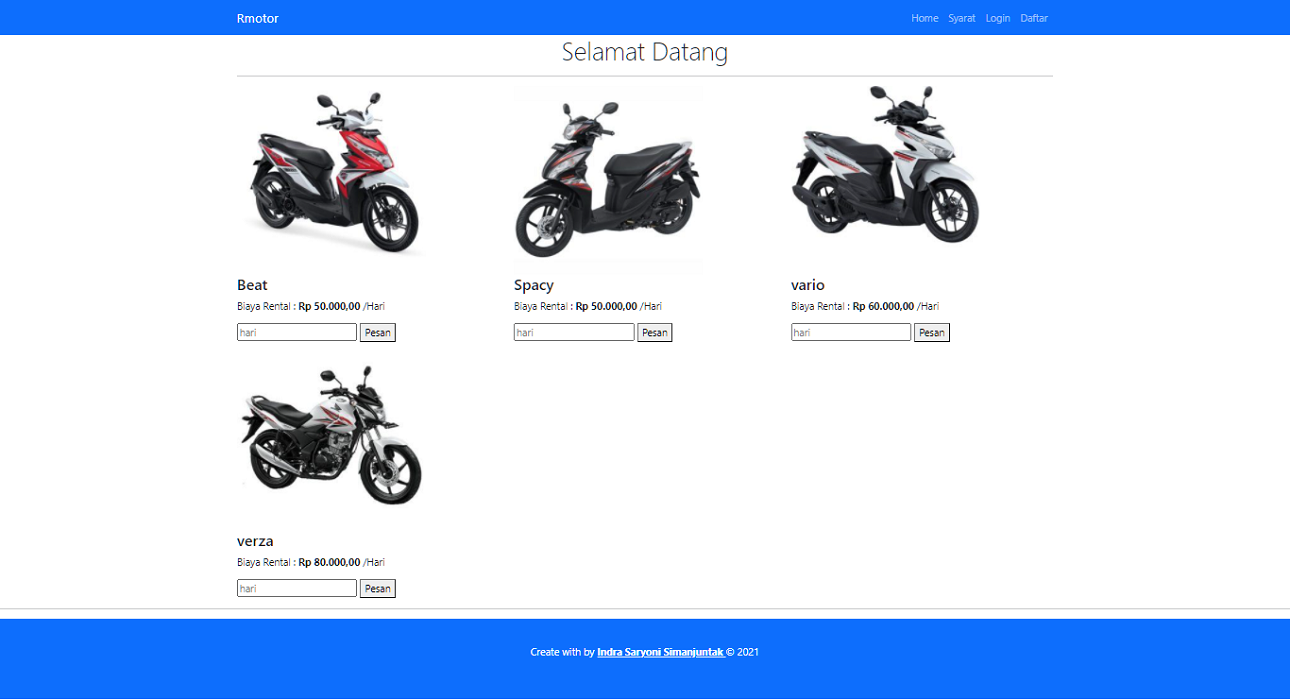 Rmotor Home Syarat Login Daftar
Selamat Datang
Beat Spacy vario
Biaya Rental : Rp 50.000,00 /Hari Biaya Rental : Rp 50.000,00 /Hari Biaya Rental : Rp 60.000,00 /Hari
hari Pesan hari Pesan hari Pesan
verza
Biaya Rental : Rp 80.000,00 /Hari
hari Pesan
Create with by Indra Saryoni Simanjuntak © 2021